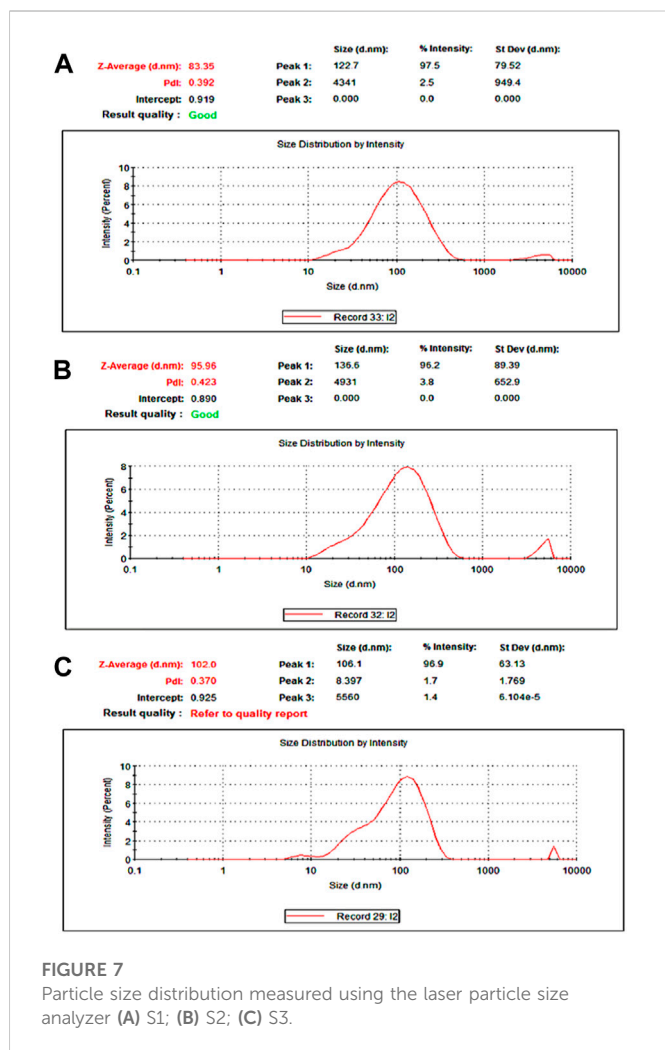 A
Size (d.nm): % Intensity: St Dev (d.nm):
Z-Average (d.nm): 83.35 Peak 1: 122.7 97.5 79.52
PdI: 0.392 Peak 2: 4341 2.5 949.4
Intercept: 0.919 Peak 3: 0.000 0.0 0.000
Result quality : Good
Size Distribution by Intensity
Intensity (Percent)
10
8
6
4
2
0
0.1 1 10 100 1000 10000
Size (d.nm)
Record 33: I2
B
Size (d.nm): % Intensity: St Dev (d.nm):
Z-Average (d.nm): 95.96 Peak 1: 136.6 96.2 89.39
PdI: 0.423 Peak 2: 4931 3.8 652.9
Intercept: 0.890 Peak 3: 0.000 0.0 0.000
Result quality : Good
Size Distribution by Intensity
Intensity (Percent)
8
6
4
2
0
0.1 1 10 100 1000 10000
Size (d.nm)
Record 32: I2
C
Size (d.nm): % Intensity: St Dev (d.nm):
Z-Average (d.nm): 102.0 Peak 1: 106.1 96.9 63.13
PdI: 0.370 Peak 2: 8.397 1.7 1.769
Intercept: 0.925 Peak 3: 5560 1.4 6.104e-5
Result quality : Refer to quality report
Size Distribution by Intensity
Intensity (Percent)
10
8
6
4
2
0
0.1 1 10 100 1000 10000
Size (d.nm)
Record 29: I2
FIGURE 7
Particle size distribution measured using the laser particle size
analyzer (A) S1; (B) S2; (C) S3.